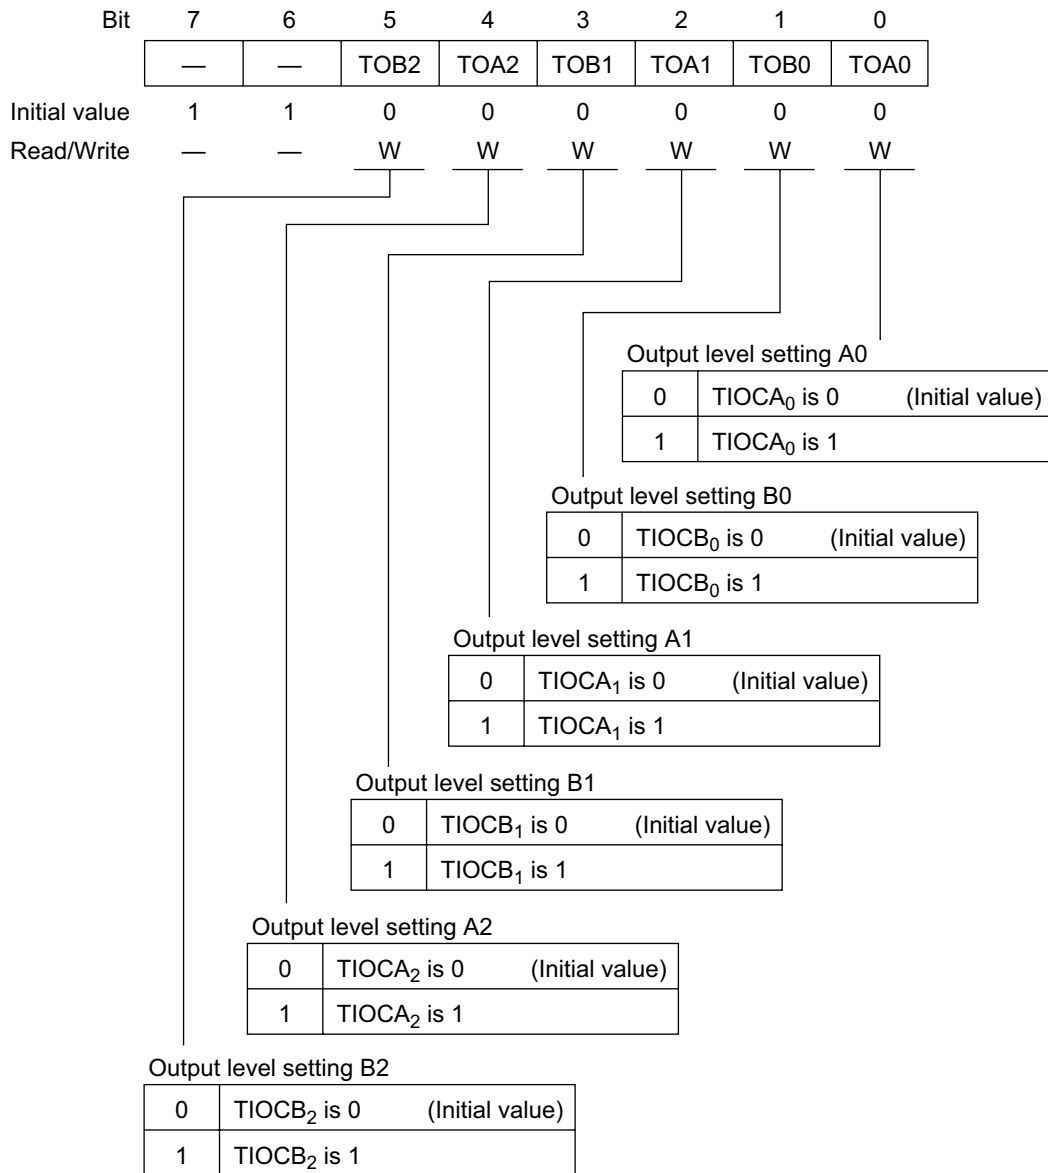 Bit 7 6 5 4 3 2 1 0
— — TOB2 TOA2 TOB1 TOA1 TOB0 TOA0
Initial value 1 1 0 0 0 0 0 0
Read/Write — — W W W W W W
Output level setting A0
0 TIOCA₀ is 0 (Initial value)
1 TIOCA₀ is 1
Output level setting B0
0 TIOCB₀ is 0 (Initial value)
1 TIOCB₀ is 1
Output level setting A1
0 TIOCA₁ is 0 (Initial value)
1 TIOCA₁ is 1
Output level setting B1
0 TIOCB₁ is 0 (Initial value)
1 TIOCB₁ is 1
Output level setting A2
0 TIOCA₂ is 0 (Initial value)
1 TIOCA₂ is 1
Output level setting B2
0 TIOCB₂ is 0 (Initial value)
1 TIOCB₂ is 1